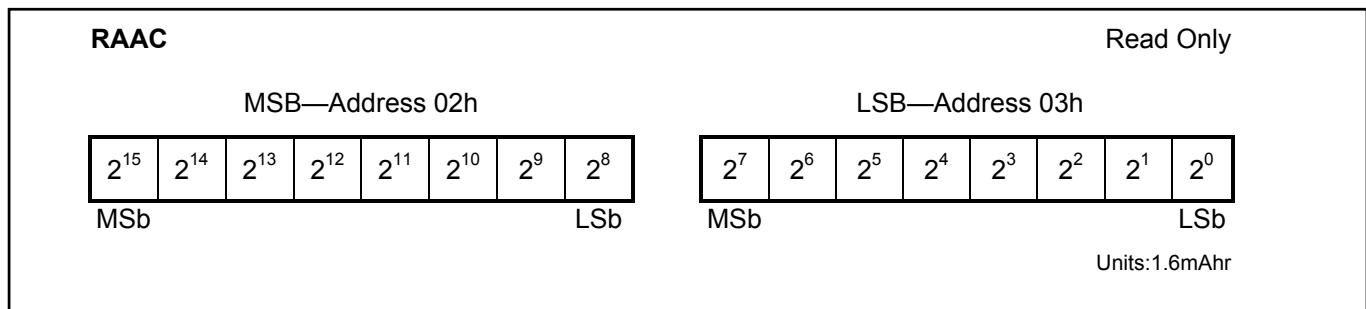 RAAC Read Only
MSB—Address 02h LSB—Address 03h
2^15 2^14 2^13 2^12 2^11 2^10 2^9 2^8 2^7 2^6 2^5 2^4 2^3 2^2 2^1 2^0
MSb LSb MSb LSb
Units:1.6mAhr